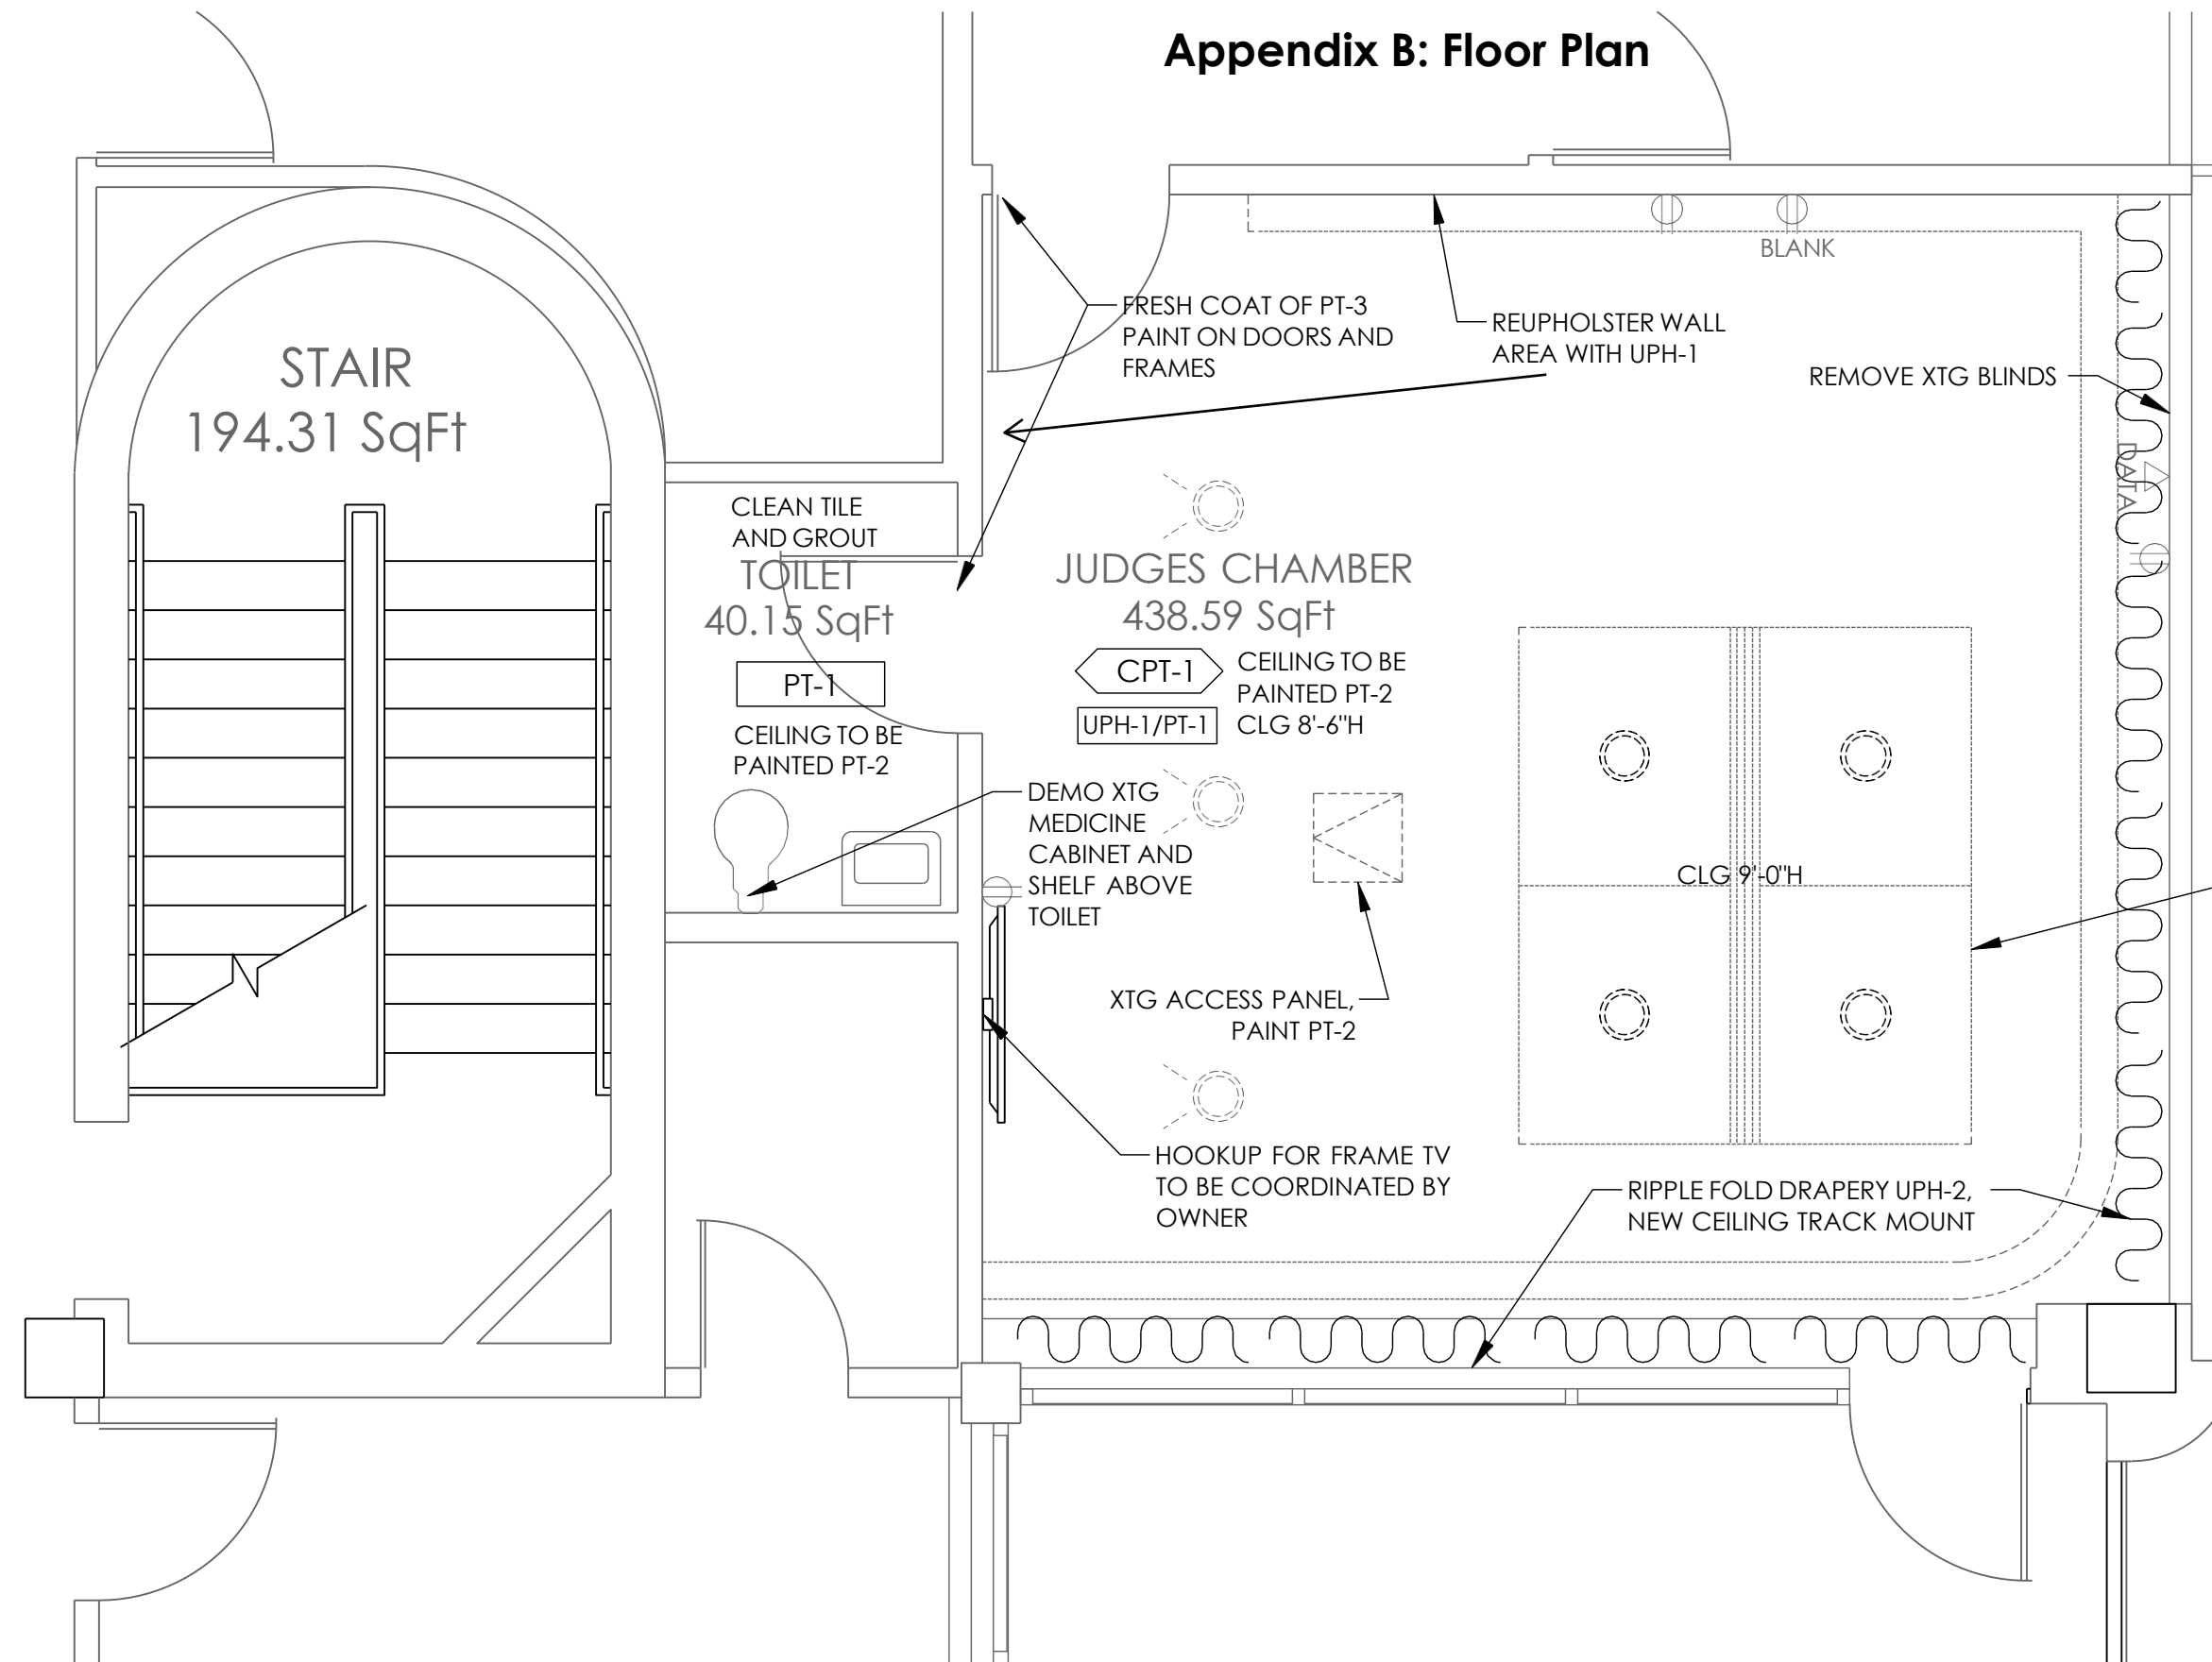 Appendix B: Floor Plan
BLANK
FRESH COAT OF PT-3
PAINT ON DOORS AND
FRAMES
REUPHOLSTER WALL
AREA WITH UPH-1
REMOVE XTG BLINDS
STAIR
194.31 SqFt
DATA
CLEAN TILE
AND GROUT
TOILET
40.15 SqFt
PT-1
CEILING TO BE
PAINTED PT-2
JUDGES CHAMBER
438.59 SqFt
CPT-1
UPH-1/PT-1
CEILING TO BE
PAINTED PT-2
CLG 8'-6"H
DEMO XTG
MEDICINE
CABINET AND
SHELF ABOVE
TOILET
CLG 9'-0"H
XTG ACCESS PANEL,
PAINT PT-2
HOOKUP FOR FRAME TV
TO BE COORDINATED BY
OWNER
RIPPLE FOLD DRAPERY UPH-2,
NEW CEILING TRACK MOUNT